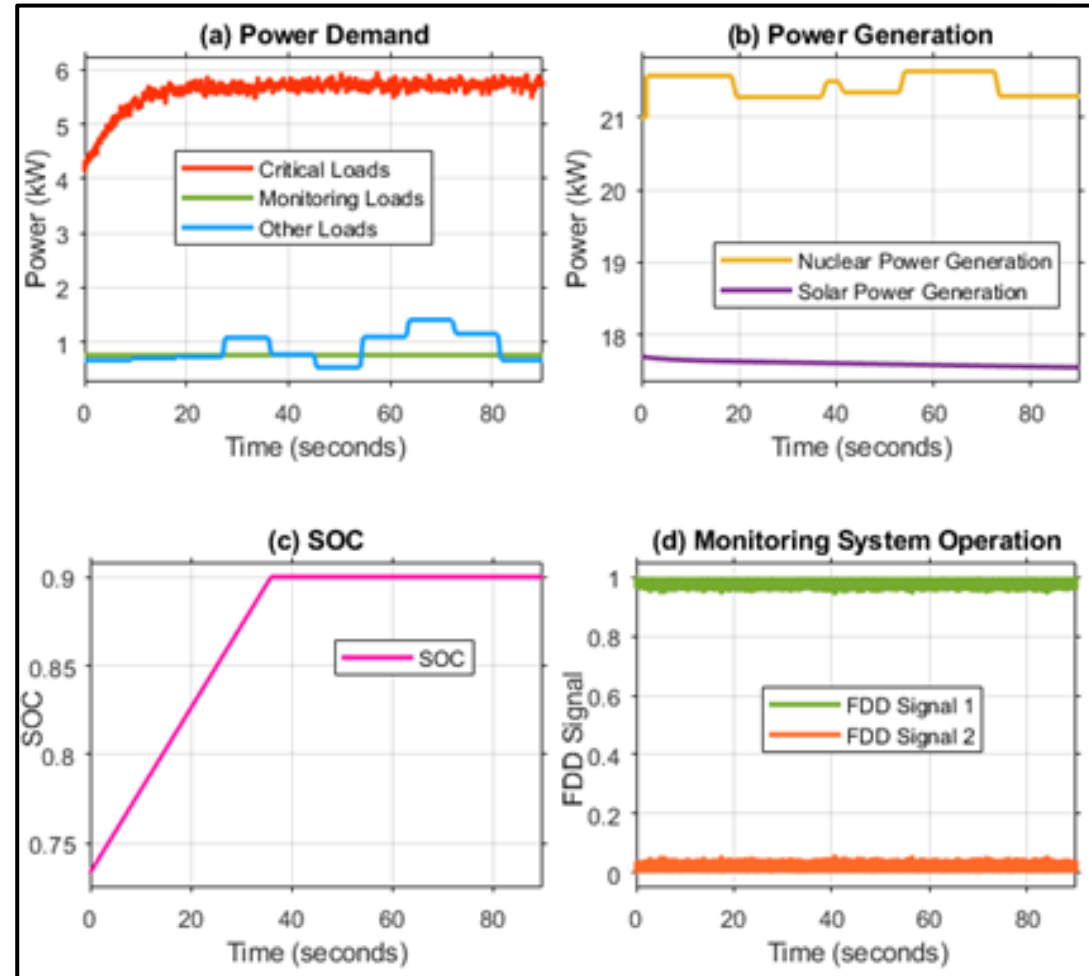 (a) Power Demand
6
5
4
3
2
1
Power (kW)
Critical Loads
Monitoring Loads
Other Loads
0 20 40 60 80
Time (seconds)
(b) Power Generation
21
20
19
18
Power (kW)
Nuclear Power Generation
Solar Power Generation
0 20 40 60 80
Time (seconds)
(c) SOC
0.9
0.85
0.8
0.75
SOC
SOC
0 20 40 60 80
Time (seconds)
(d) Monitoring System Operation
1
0.8
0.6
0.4
0.2
0
FDD Signal
FDD Signal 1
FDD Signal 2
0 20 40 60 80
Time (seconds)